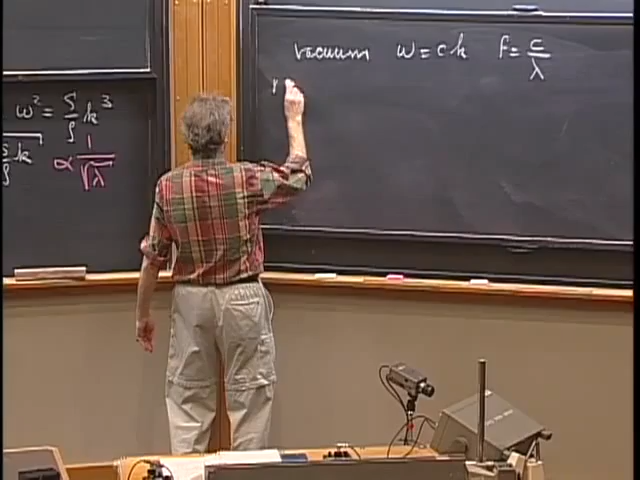 ω² = S/ρ k³
S/ρ k ∝ 1/√λ
vacuum ω = ck f = c/λ